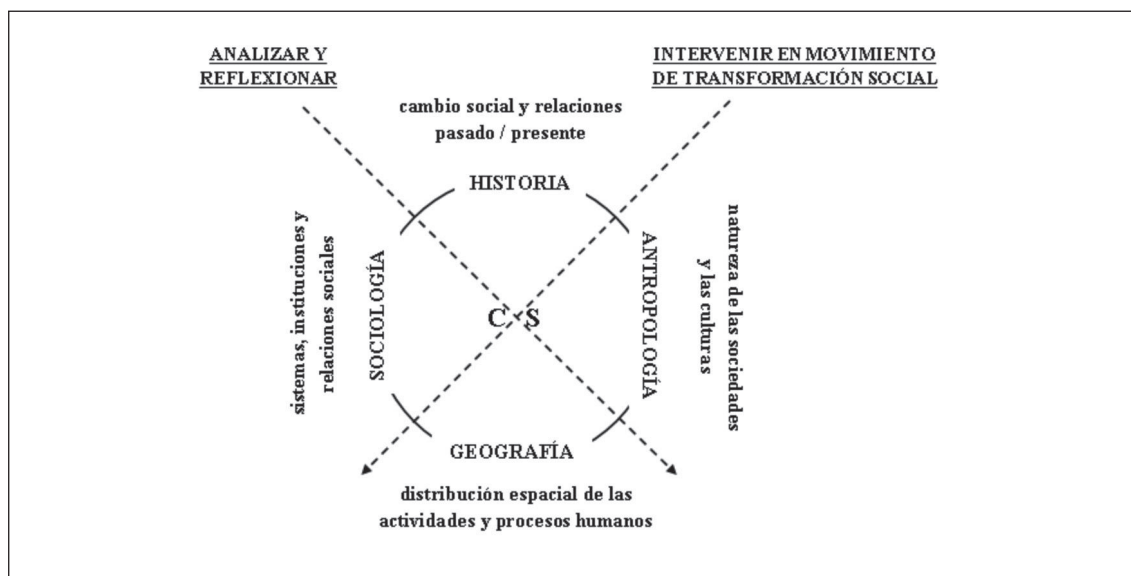 ANALIZAR Y
REFLEXIONAR
INTERVENIR EN MOVIMIENTO
DE TRANSFORMACIÓN SOCIAL
cambio social y relaciones
pasado / presente
HISTORIA
sistemas, instituciones y
relaciones sociales
SOCIOLOGÍA
C S
ANTROPOLOGÍA
natureza de las sociedades
y las culturas
GEOGRAFÍA
distribución espacial de las
actividades y procesos humanos